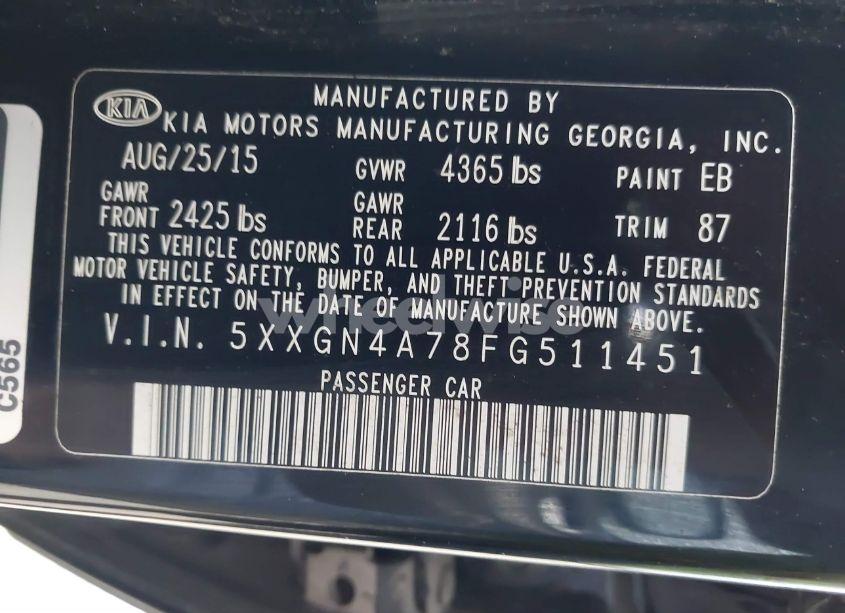 MANUFACTURED BY
KIA KIA MOTORS MANUFACTURING GEORGIA, INC.
AUG/25/15 GVWR 4365 lbs PAINT EB
GAWR FRONT 2425 lbs GAWR REAR 2116 lbs TRIM 87
THIS VEHICLE CONFORMS TO ALL APPLICABLE U.S.A. FEDERAL
MOTOR VEHICLE SAFETY, BUMPER, AND THEFT PREVENTION STANDARDS
IN EFFECT ON THE DATE OF MANUFACTURE SHOWN ABOVE.
V.I.N. 5XXGN4A78FG511451
PASSENGER CAR
C565
wheelwise